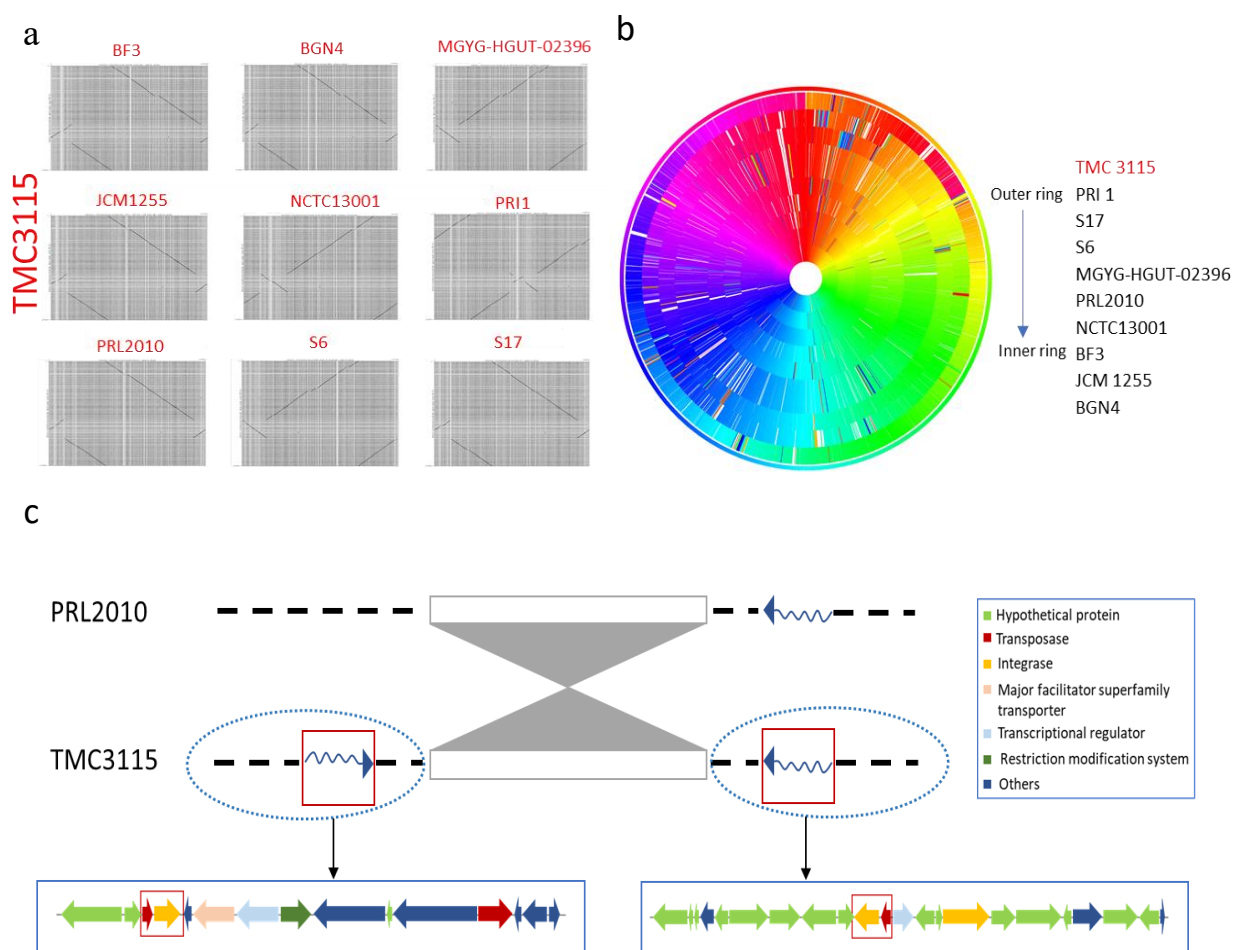 a
BF3
BGN4
MGYG-HGUT-02396
TMC3115
JCM1255
NCTC13001
PRI1
PRL2010
S6
S17
b
Outer ring
Inner ring
TMC 3115
PRI 1
S17
S6
MGYG-HGUT-02396
PRL2010
NCTC13001
BF3
JCM 1255
BGN4
c
PRL2010
TMC3115
Hypothetical protein
Transposase
Integrase
Major facilitator superfamily
transporter
Transcriptional regulator
Restriction modification system
Others